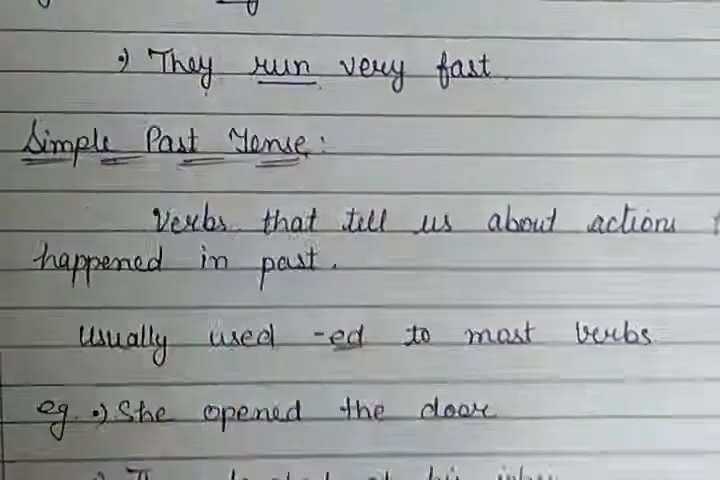 •) They run very fast.
Simple Past Tense:
Verbs that tell us about actions
happened in past.
Usually used -ed to most verbs
eg. •) She opened the door